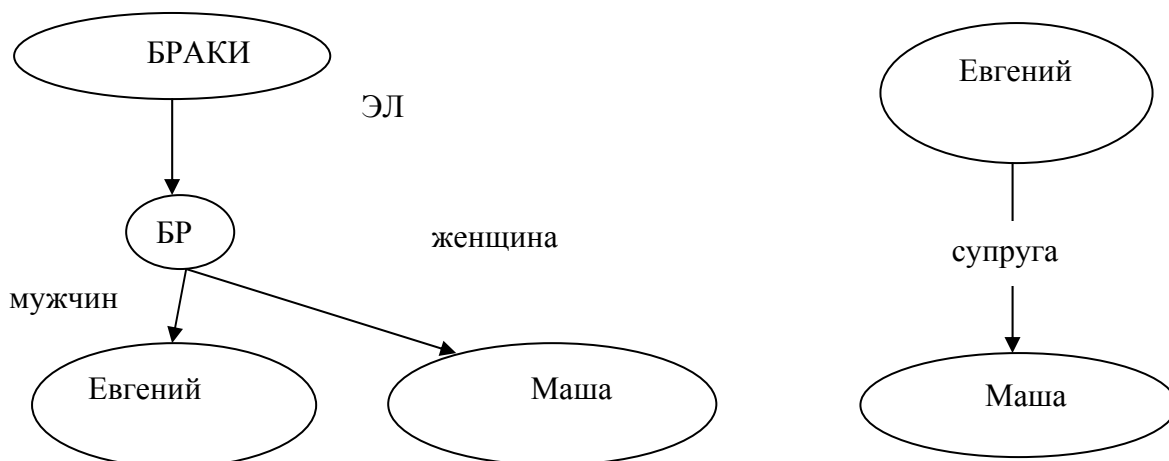 БРАКИ
ЭЛ
БР
женщина
мужчин
Евгений
Маша
Евгений
супруга
Маша